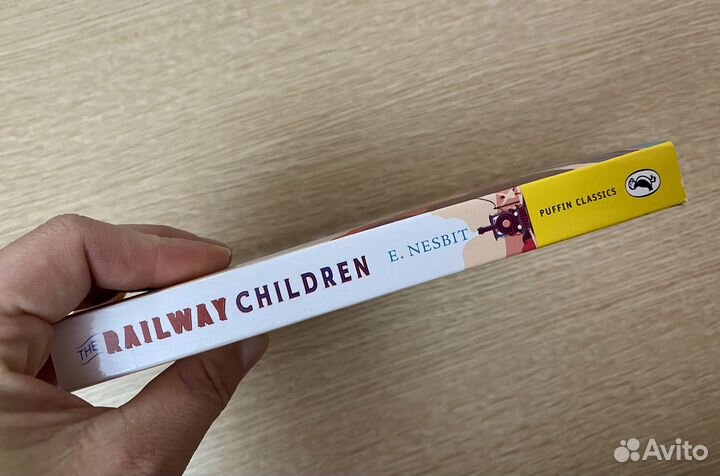 THE RAILWAY CHILDREN E. NESBIT PUFFIN CLASSICS
Avito